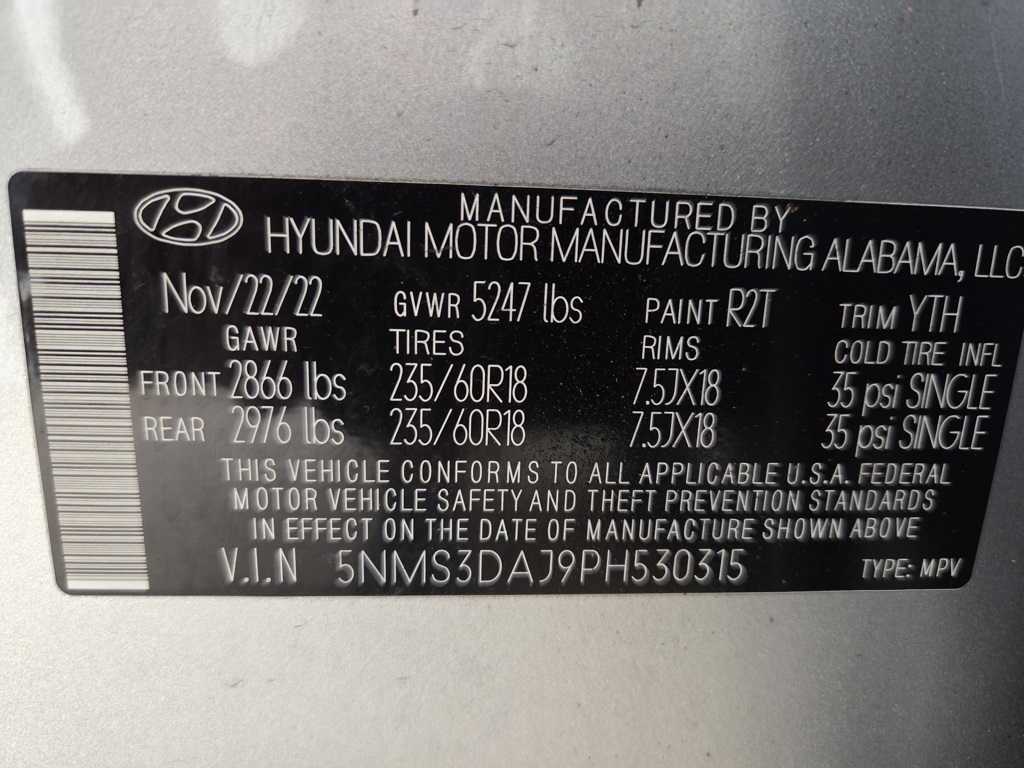 MANUFACTURED BY
HYUNDAI MOTOR MANUFACTURING ALABAMA, LLC
Nov/22/22 GVWR 5247 lbs PAINT R2T TRIM YTH
GAWR TIRES RIMS COLD TIRE INFL
FRONT 2866 lbs 235/60R18 7.5JX18 35 psi SINGLE
REAR 2976 lbs 235/60R18 7.5JX18 35 psi SINGLE
THIS VEHICLE CONFORMS TO ALL APPLICABLE U.S.A. FEDERAL
MOTOR VEHICLE SAFETY AND THEFT PREVENTION STANDARDS
IN EFFECT ON THE DATE OF MANUFACTURE SHOWN ABOVE
V.I.N 5NMS3DAJ9PH530315 TYPE: MPV